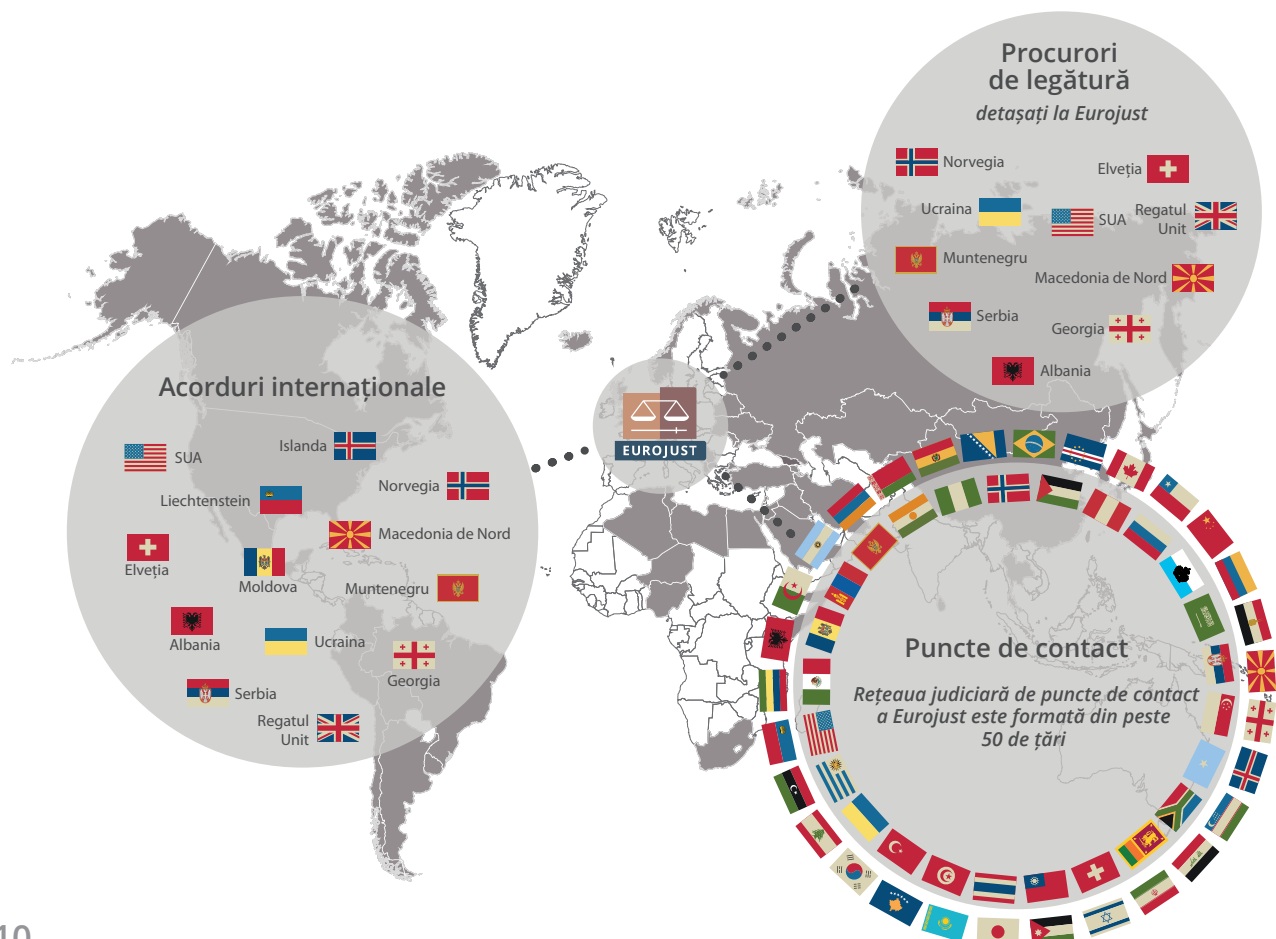 Procurori
de legătură
detașați la Eurojust
Norvegia
Elveția
Ucraina
SUA
Regatul
Unit
Muntenegru
Macedonia de Nord
Serbia
Georgia
Albania
Acorduri internaționale
SUA
Islanda
Liechtenstein
Norvegia
Macedonia de Nord
Elveția
Moldova
Muntenegru
Albania
Ucraina
Georgia
Serbia
Regatul
Unit
EUROJUST
Puncte de contact
Rețeaua judiciară de puncte de contact
a Eurojust este formată din peste
50 de țări